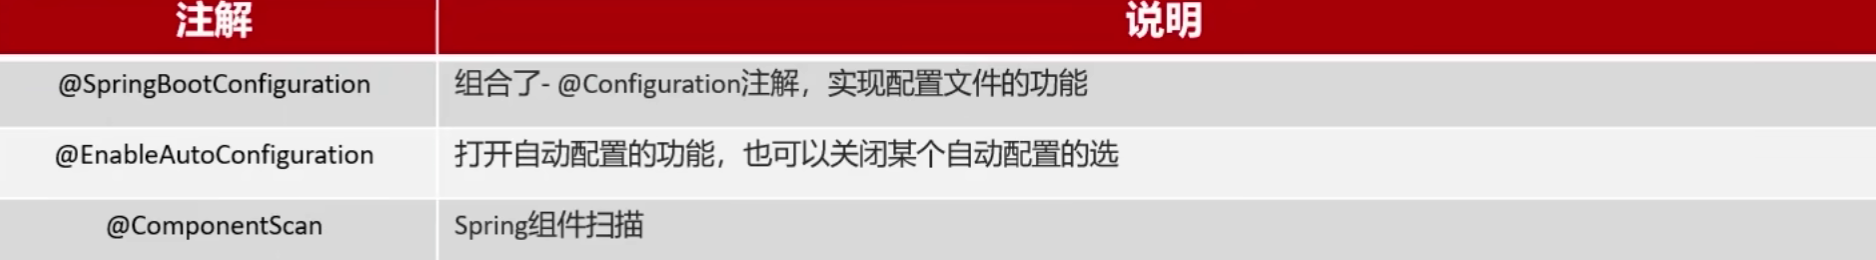 注解 说明
@SpringBootConfiguration 组合了- @Configuration注解，实现配置文件的功能
@EnableAutoConfiguration 打开自动配置的功能，也可以关闭某个自动配置的选
@ComponentScan Spring组件扫描